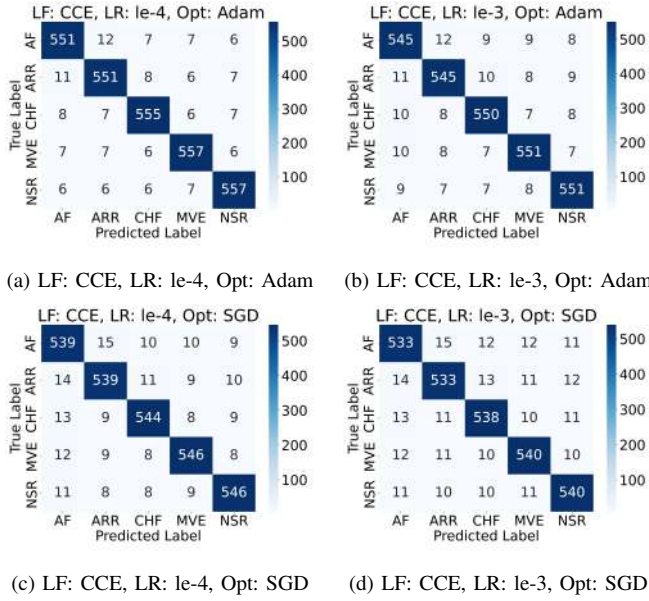 LF: CCE, LR: le-4, Opt: Adam
AF 551 12 7 7 6
ARR 11 551 8 6 7
CHF 8 7 555 6 7
MVE 7 7 6 557 6
NSR 6 6 6 7 557
AF ARR CHF MVE NSR
Predicted Label
True Label
500
400
300
200
100
(a) LF: CCE, LR: le-4, Opt: Adam
LF: CCE, LR: le-3, Opt: Adam
AF 545 12 9 9 8
ARR 11 545 10 8 9
CHF 10 8 550 7 8
MVE 10 8 7 551 7
NSR 9 7 7 8 551
AF ARR CHF MVE NSR
Predicted Label
True Label
500
400
300
200
100
(b) LF: CCE, LR: le-3, Opt: Adam
LF: CCE, LR: le-4, Opt: SGD
AF 539 15 10 10 9
ARR 14 539 11 9 10
CHF 13 9 544 8 9
MVE 12 9 8 546 8
NSR 11 8 8 9 546
AF ARR CHF MVE NSR
Predicted Label
True Label
500
400
300
200
100
(c) LF: CCE, LR: le-4, Opt: SGD
LF: CCE, LR: le-3, Opt: SGD
AF 533 15 12 12 11
ARR 14 533 13 11 12
CHF 13 11 538 10 11
MVE 12 11 10 540 10
NSR 11 10 10 11 540
AF ARR CHF MVE NSR
Predicted Label
True Label
500
400
300
200
100
(d) LF: CCE, LR: le-3, Opt: SGD